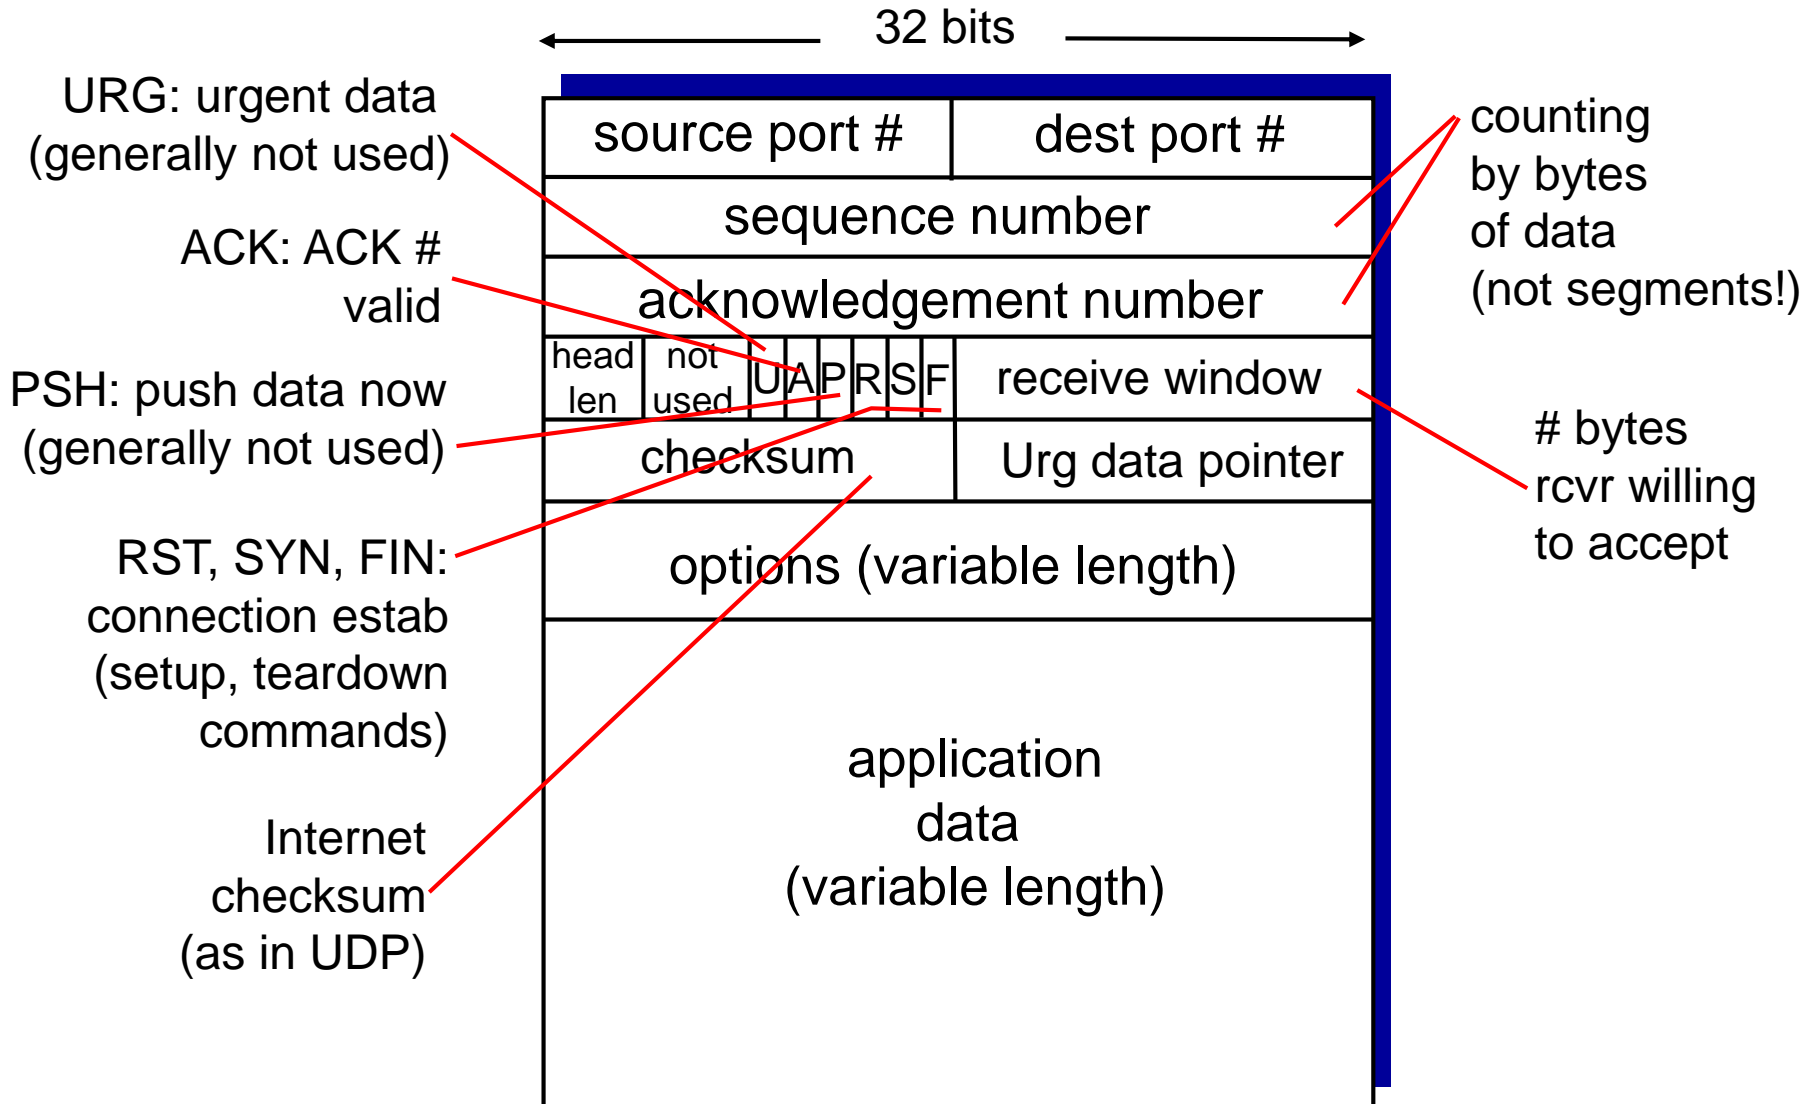 32 bits
URG: urgent data
(generally not used)
ACK: ACK #
valid
PSH: push data now
(generally not used)
RST, SYN, FIN:
connection estab
(setup, teardown
commands)
Internet
checksum
(as in UDP)
source port #
dest port #
sequence number
acknowledgement number
head
len
not
used
U
A
P
R
S
F
receive window
checksum
Urg data pointer
options (variable length)
application
data
(variable length)
counting
by bytes
of data
(not segments!)
# bytes
rcvr willing
to accept